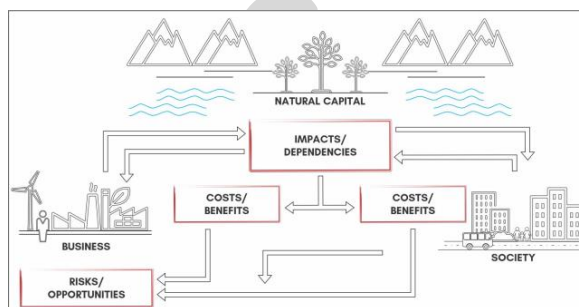 NATURAL CAPITAL
IMPACTS/
DEPENDENCIES
COSTS/
BENEFITS
COSTS/
BENEFITS
BUSINESS
SOCIETY
RISKS/
OPPORTUNITIES